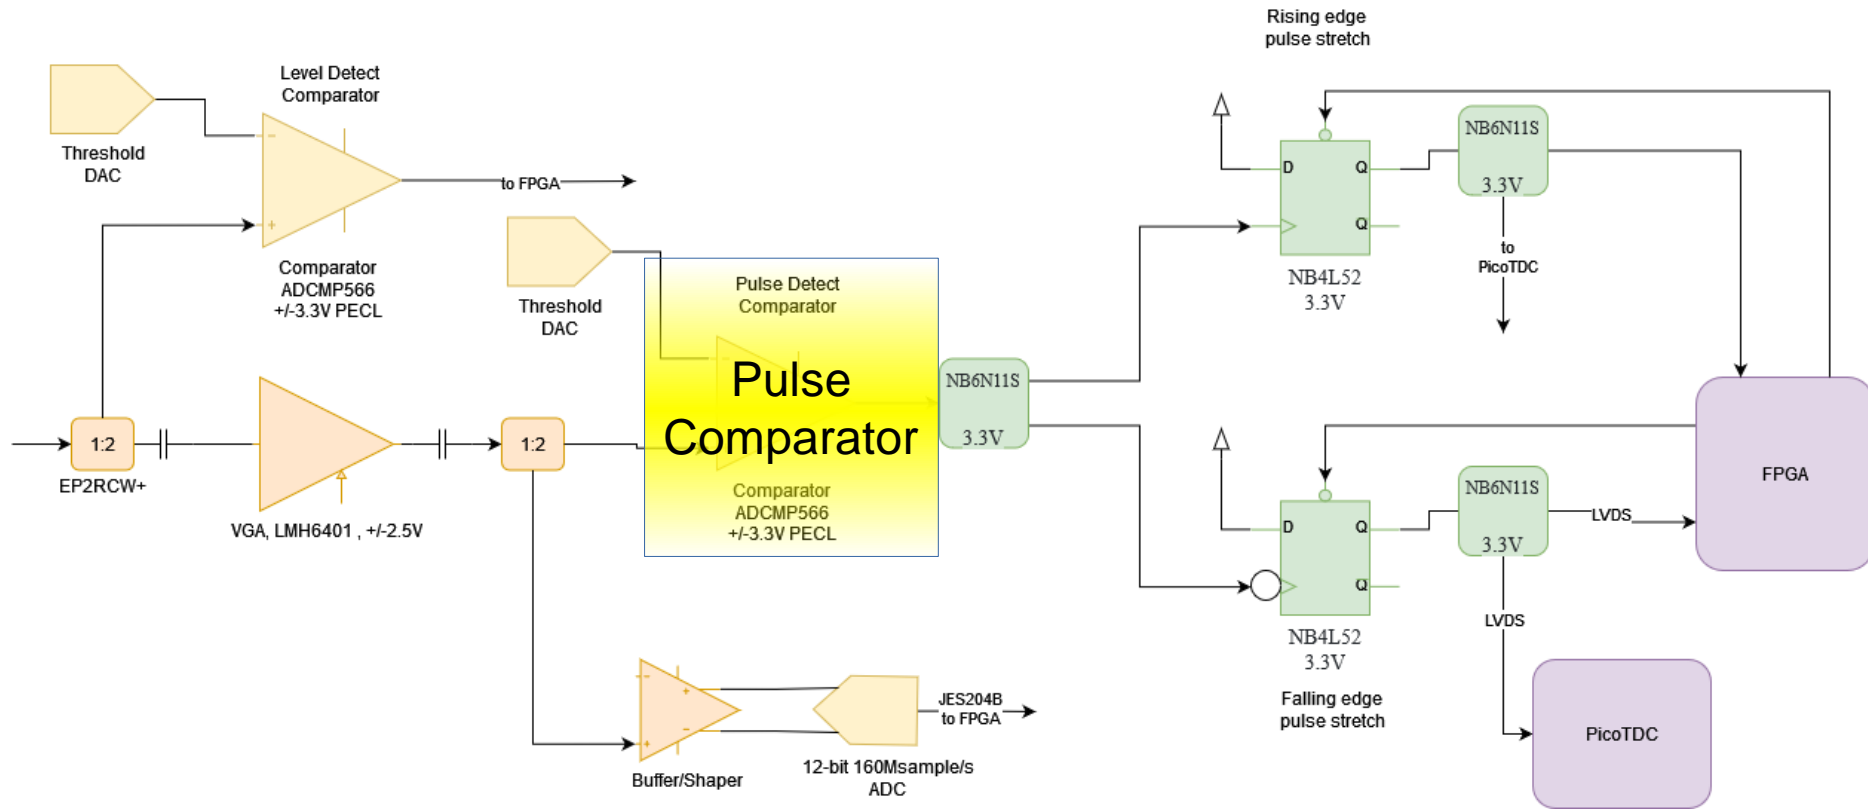 Rising edge
pulse stretch
Level Detect
Comparator
Threshold
DAC
-
+
to FPGA
Comparator
ADCMP566
+/-3.3V PECL
Threshold
DAC
Pulse Detect
Comparator
Pulse
Comparator
Comparator
ADCMP566
+/-3.3V PECL
NB6N11S
3.3V
D
Q
Q
NB4L52
3.3V
NB6N11S
3.3V
to
PicoTDC
1:2
EP2RCW+
VGA, LMH6401 , +/-2.5V
1:2
D
Q
Q
NB4L52
3.3V
Falling edge
pulse stretch
NB6N11S
3.3V
LVDS
LVDS
FPGA
PicoTDC
-
+
+
-
Buffer/Shaper
JES204B
to FPGA
12-bit 160Msample/s
ADC